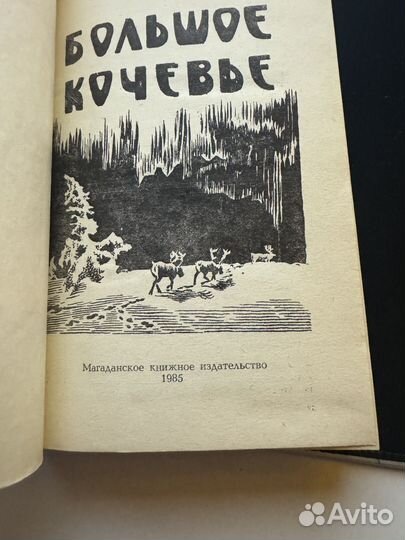 БОЛЬШОЕ
КОЧЕВЬЕ
Магаданское книжное издательство
1985
Avito